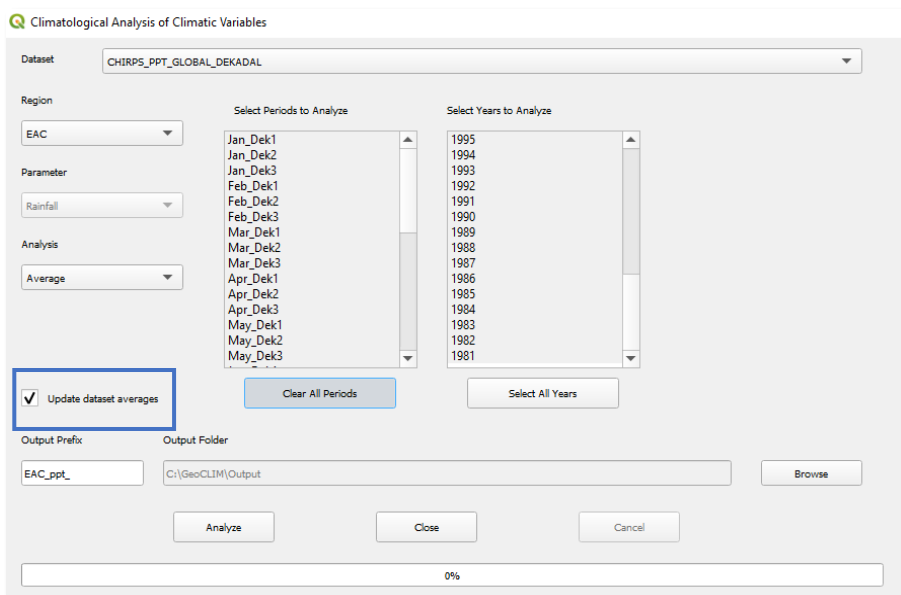 Climatological Analysis of Climatic Variables
Dataset
CHIRPS_PPT_GLOBAL_DEKADAL
Region
EAC
Parameter
Rainfall
Analysis
Average
Select Periods to Analyze
Jan_Dek1
Jan_Dek2
Jan_Dek3
Feb_Dek1
Feb_Dek2
Feb_Dek3
Mar_Dek1
Mar_Dek2
Mar_Dek3
Apr_Dek1
Apr_Dek2
Apr_Dek3
May_Dek1
May_Dek2
May_Dek3
Select Years to Analyze
1995
1994
1993
1992
1991
1990
1989
1988
1987
1986
1985
1984
1983
1982
1981
Clear All Periods
Select All Years
Update dataset averages
Output Prefix
EAC_ppt_
Output Folder
C:\GeoCLIM\Output
Browse
Analyze
Close
Cancel
0%